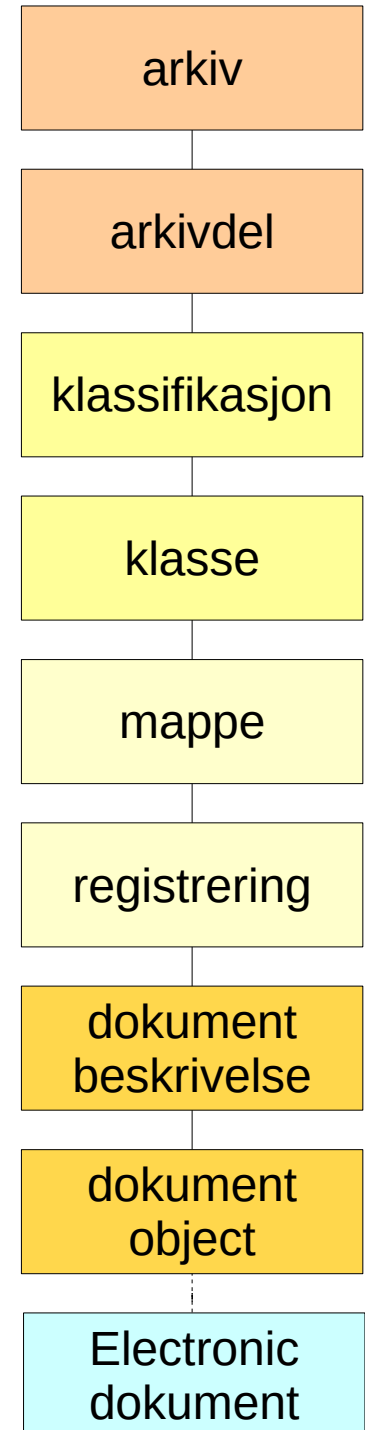 arkiv
arkivdel
klassifikasjon
klasse
mappe
registrering
dokument
beskrivelse
dokument
object
Electronic
dokument